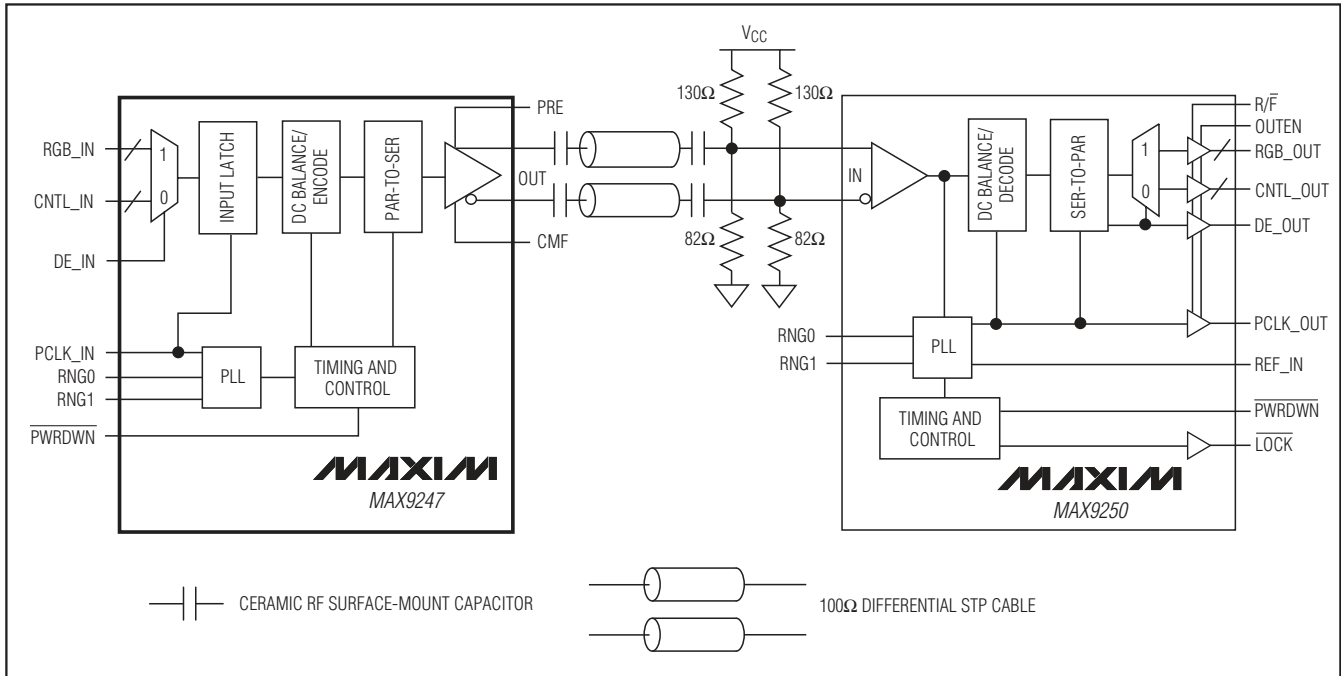 VCC
130Ω
130Ω
82Ω
82Ω
RGB_IN
CNTL_IN
DE_IN
PCLK_IN
RNG0
RNG1
P̅W̅R̅D̅W̅N̅
1
0
INPUT LATCH
DC BALANCE/
ENCODE
PAR-TO-SER
PLL
TIMING AND
CONTROL
PRE
OUT
CMF
MAXIM
MAX9247
IN
DC BALANCE/
DECODE
SER-TO-PAR
1
0
RNG0
RNG1
PLL
TIMING AND
CONTROL
R/F̅
OUTEN
RGB_OUT
CNTL_OUT
DE_OUT
PCLK_OUT
REF_IN
P̅W̅R̅D̅W̅N̅
L̅O̅C̅K̅
MAXIM
MAX9250
CERAMIC RF SURFACE-MOUNT CAPACITOR
100Ω DIFFERENTIAL STP CABLE